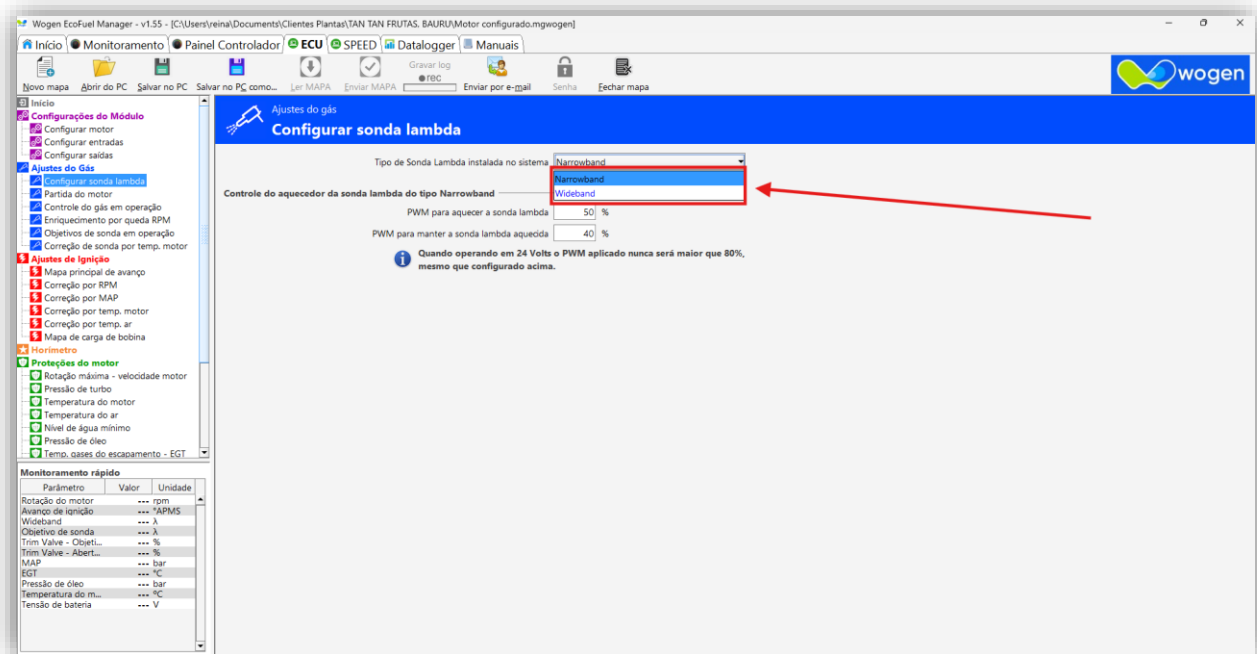 Wogen EcoFuel Manager - v1.55 - [C:\Users\reina\Documents\Clientes Plantas\TAN TAN FRUTAS. BAURU\Motor configurado.mgwogen]
Início Monitoramento Painel Controlador ECU SPEED Datalogger Manuais
Gravar log
rec
Novo mapa Abrir do PC Salvar no PC Salvar no PC como... Ler MAPA Enviar MAPA Enviar por e-mail Senha Fechar mapa
wogen
Início
Configurações do Módulo
Configurar motor
Configurar entradas
Configurar saídas
Ajustes do Gás
Configurar sonda lambda
Partida do motor
Controle do gás em operação
Enriquecimento por queda RPM
Objetivos de sonda em operação
Correção de sonda por temp. motor
Ajustes de Ignição
Mapa principal de avanço
Correção por RPM
Correção por MAP
Correção por temp. motor
Correção por temp. ar
Mapa de carga de bobina
Horímetro
Proteções do motor
Rotação máxima - velocidade motor
Pressão de turbo
Temperatura do motor
Temperatura do ar
Nível de água mínimo
Pressão de óleo
Temp. gases do escapamento - EGT
Monitoramento rápido
Parâmetro Valor Unidade
Rotação do motor --- rpm
Avanço de ignição --- °APMS
Wideband --- λ
Objetivo de sonda --- λ
Trim Valve - Objeti... --- %
Trim Valve - Abert... --- %
MAP --- bar
EGT --- °C
Pressão de óleo --- bar
Temperatura do m... --- °C
Tensão de bateria --- V
Ajustes do gás
Configurar sonda lambda
Tipo de Sonda Lambda instalada no sistema Narrowband
Narrowband
Wideband
Controle do aquecedor da sonda lambda do tipo Narrowband
PWM para aquecer a sonda lambda 50 %
PWM para manter a sonda lambda aquecida 40 %
Quando operando em 24 Volts o PWM aplicado nunca será maior que 80%,
mesmo que configurado acima.